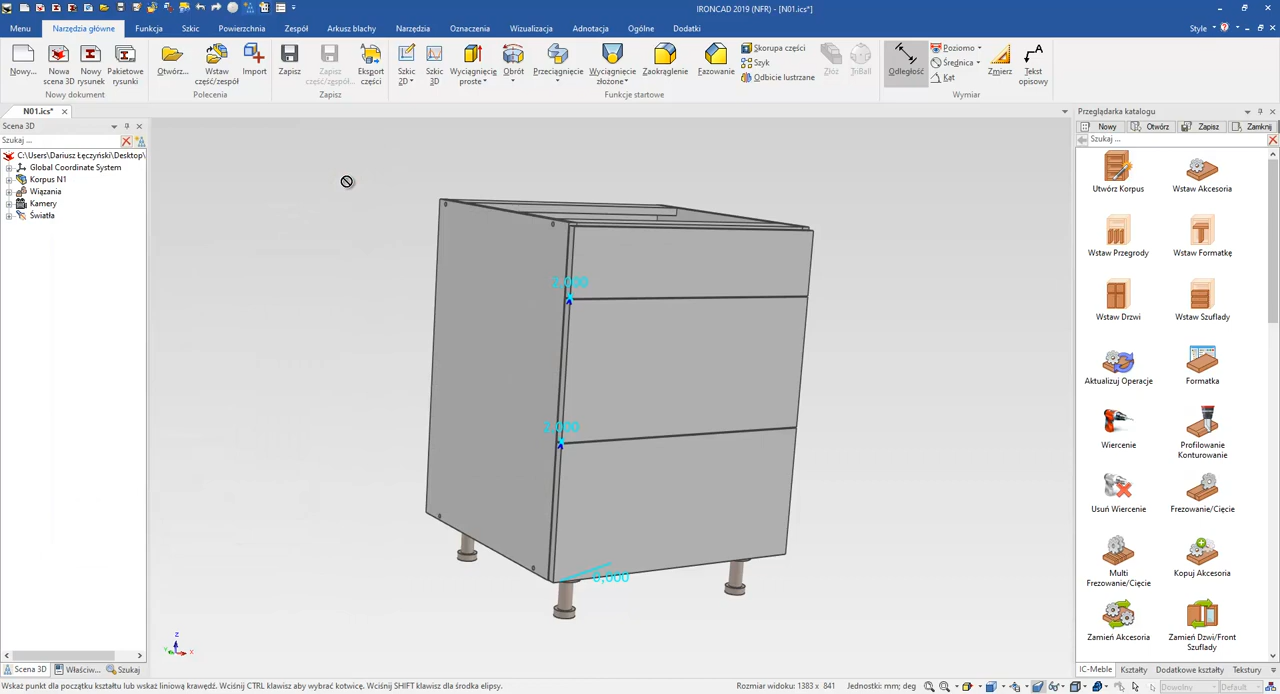 IRONCAD 2019 (NFR) - [N01.ics*]
Menu
Narzędzia główne
Funkcja
Szkic
Powierzchnia
Zespół
Arkusz blachy
Narzędzia
Oznaczenia
Wizualizacja
Adnotacja
Ogólne
Dodatki
Style
Nowy...
Nowa scena 3D
Nowy rysunek
Pakietowe rysunki
Otwórz...
Wstaw część/zespół
Import
Zapisz
Zapisz część/zespół...
Eksport części
Szkic 2D
Szkic 3D
Wyciągnięcie proste
Obrót
Przeciągnięcie
Wyciągnięcie złożone
Zaokrąglenie
Fazowanie
Skorupa części
Szyk
Odbicie lustrzane
Złóż
TriBall
Odległość
Poziomo
Średnica
Kąt
Zmierz
Tekst opisowy
Nowy dokument
Polecenia
Zapis
Funkcje startowe
Wymiar
N01.ics*
Scena 3D
Szukaj ...
C:\Users\Dariusz Łęczyński\Desktop\
Global Coordinate System
Korpus N1
Wiązania
Kamery
Światła
2,000
2,000
0,000
Z
Y
X
Przeglądarka katalogu
Nowy
Otwórz
Zapisz
Zamknij
Szukaj ...
Utwórz Korpus
Wstaw Akcesoria
Wstaw Przegrody
Wstaw Formatkę
Wstaw Drzwi
Wstaw Szuflady
Aktualizuj Operacje
Formatka
Wiercenie
Profilowanie Konturowanie
Usuń Wiercenie
Frezowanie/Cięcie
Multi Frezowanie/Cięcie
Kopuj Akcesoria
Zamień Akcesoria
Zamień Dzwi/Front Szuflady
IC-Meble
Kształty
Dodatkowe kształty
Tekstury
Scena 3D
Właściw...
Szukaj
Wskaż punkt dla początku kształtu lub wskaż liniową krawędź. Wciśnij CTRL klawisz aby wybrać kotwicę. Wciśnij SHIFT klawisz dla środka elipsy.
Rozmiar widoku: 1383 x 841
Jednostki: mm; deg
Dowolny
Default